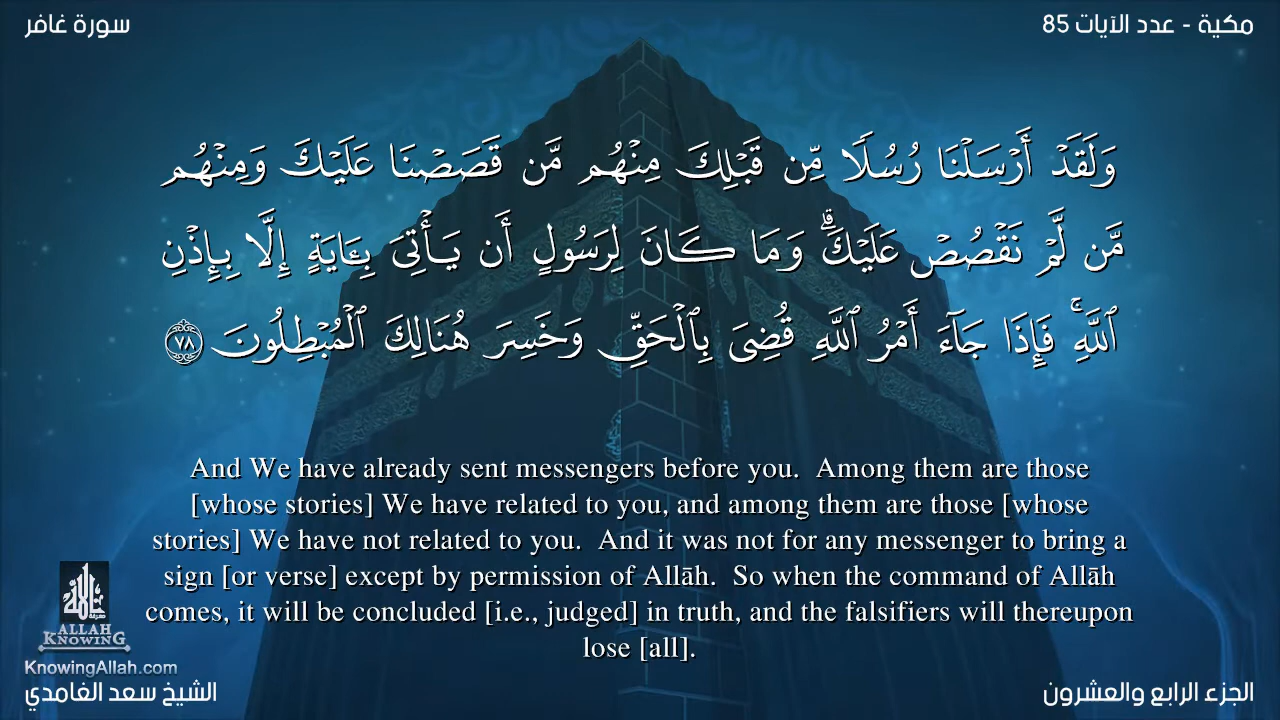 مكية - عدد الآيات 85
سورة غافر
وَلَقَدۡ أَرۡسَلۡنَا رُسُلٗا مِّن قَبۡلِكَ مِنۡهُم مَّن قَصَصۡنَا عَلَيۡكَ وَمِنۡهُم
مَّن لَّمۡ نَقۡصُصۡ عَلَيۡكَۗ وَمَا كَانَ لِرَسُولٍ أَن يَأۡتِيَ بِـَٔايَةٍ إِلَّا بِإِذۡنِ
ٱللَّهِۚ فَإِذَا جَآءَ أَمۡرُ ٱللَّهِ قُضِيَ بِٱلۡحَقِّ وَخَسِرَ هُنَالِكَ ٱلۡمُبۡطِلُونَ ٧٨
And We have already sent messengers before you.  Among them are those
[whose stories] We have related to you, and among them are those [whose
stories] We have not related to you.  And it was not for any messenger to bring a
sign [or verse] except by permission of Allāh.  So when the command of Allāh
comes, it will be concluded [i.e., judged] in truth, and the falsifiers will thereupon
lose [all].
ALLAH
KNOWING
KnowingAllah.com
الجزء الرابع والعشرون
الشيخ سعد الغامدي